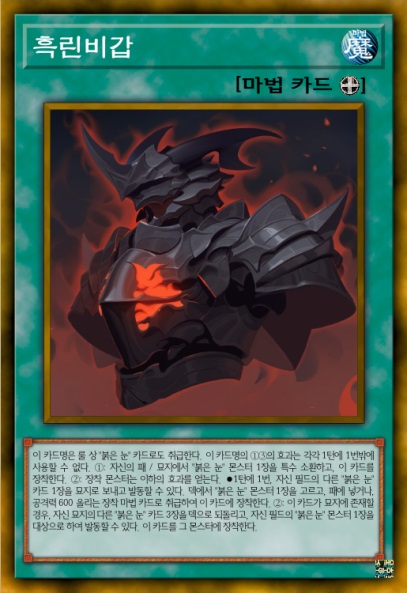 흑린비갑
마법
魔
[마법 카드]
이 카드명은 룰 상 "붉은 눈" 카드로도 취급한다. 이 카드명의 ①③의 효과는 각각 1턴에 1번밖에
사용할 수 없다. ①: 자신의 패 / 묘지에서 "붉은 눈" 몬스터 1장을 특수 소환하고, 이 카드를
장착한다. ②: 장착 몬스터는 이하의 효과를 얻는다. ●1턴에 1번, 자신 필드의 다른 "붉은 눈"
카드 1장을 묘지로 보내고 발동할 수 있다. 덱에서 "붉은 눈" 몬스터 1장을 고르고, 패에 넣거나,
공격력 600 올리는 장착 마법 카드로 취급하여 이 카드에 장착한다. ②: 이 카드가 묘지에 존재할
경우, 자신 묘지의 다른 "붉은 눈" 카드 3장을 덱으로 되돌리고, 자신 필드의 "붉은 눈" 몬스터 1장을
대상으로 하여 발동할 수 있다. 이 카드를 그 몬스터에 장착한다.